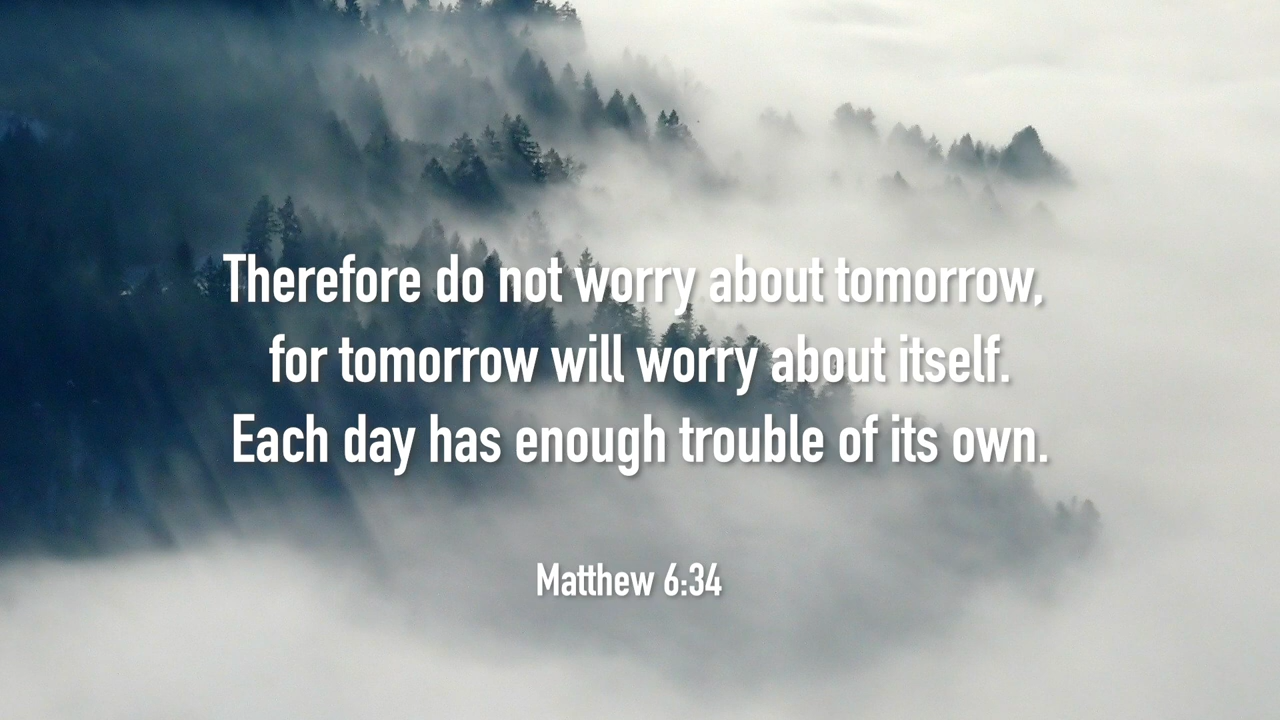 Therefore do not worry about tomorrow,
for tomorrow will worry about itself.
Each day has enough trouble of its own.
Matthew 6:34